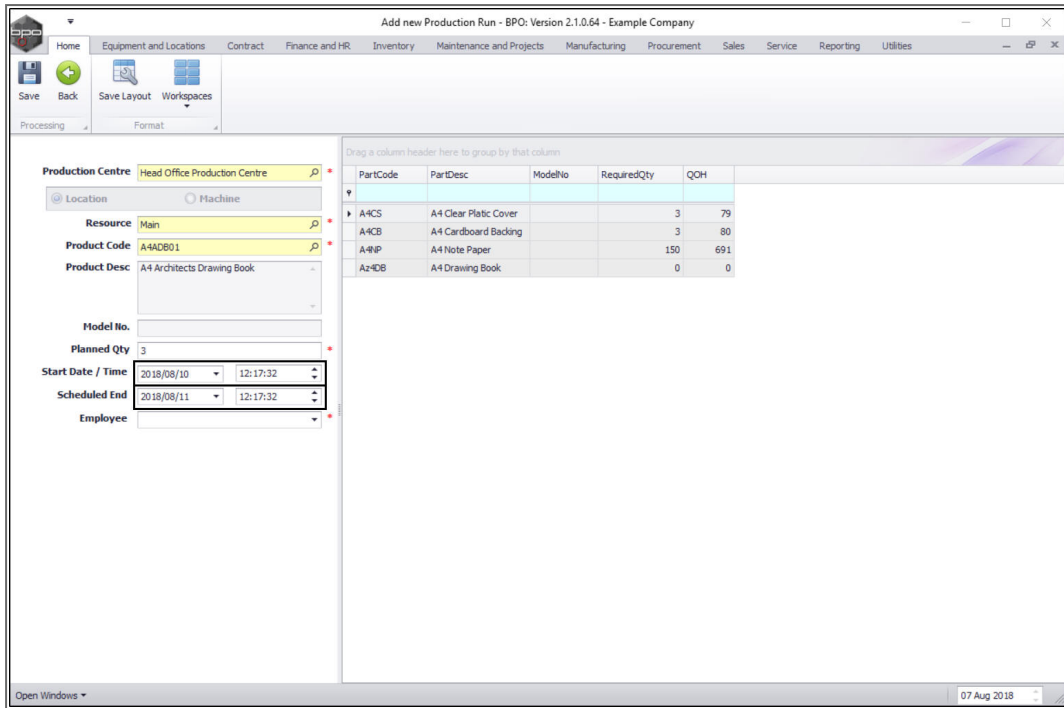 Add new Production Run - BPO: Version 2.1.0.64 - Example Company
bpo
Home Equipment and Locations Contract Finance and HR Inventory Maintenance and Projects Manufacturing Procurement Sales Service Reporting Utilities
Save Back Save Layout Workspaces
Processing Format
Drag a column header here to group by that column
Production Centre Head Office Production Centre *
Location Machine
Resource Main *
Product Code A4ADB01 *
Product Desc A4 Architects Drawing Book
Model No.
Planned Qty 3 *
Start Date / Time 2018/08/10 12:17:32
Scheduled End 2018/08/11 12:17:32
Employee *
PartCode PartDesc ModelNo RequiredQty QOH
A4CS A4 Clear Platic Cover 3 79
A4CB A4 Cardboard Backing 3 80
A4NP A4 Note Paper 150 691
Az4DB A4 Drawing Book 0 0
Open Windows 07 Aug 2018